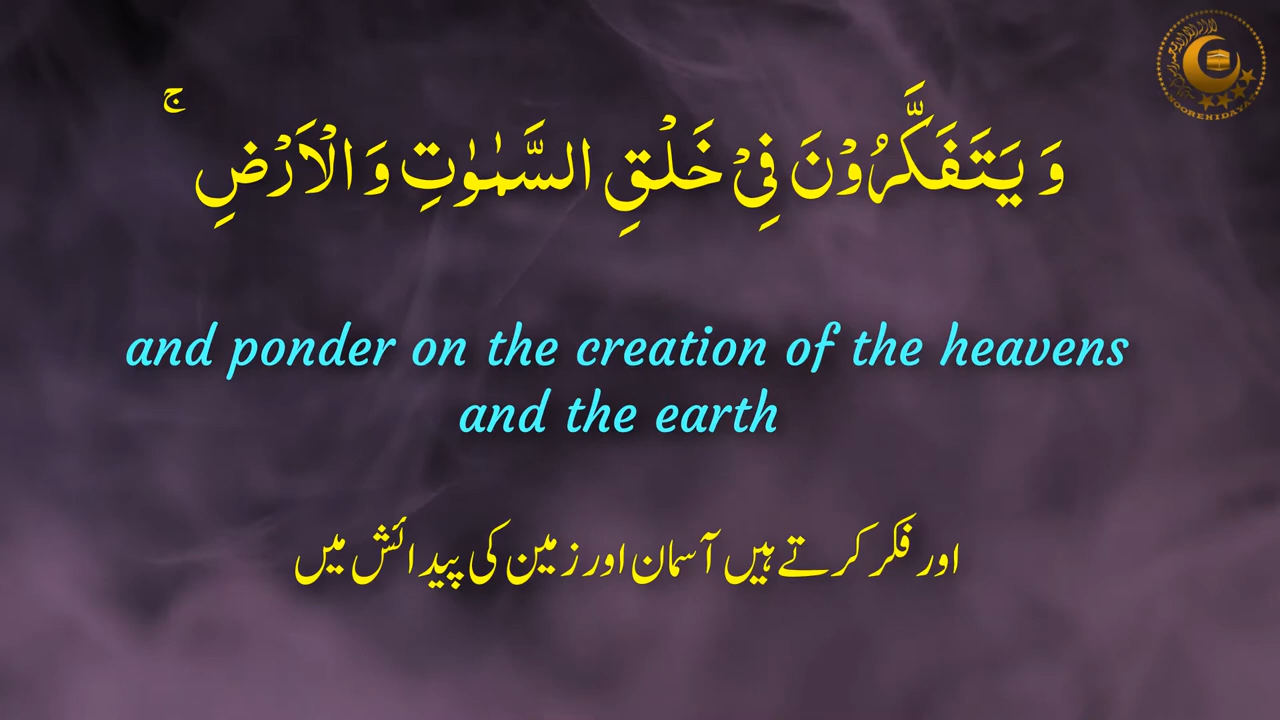 وَ يَتَفَكَّرُوْنَ فِیْ خَلْقِ السَّمٰوٰتِ وَ الْاَرْضِ ۚ
and ponder on the creation of the heavens
and the earth
اور فکر کرتے ہیں آسمان اور زمین کی پیدائش میں
NOOREHIDAYAT